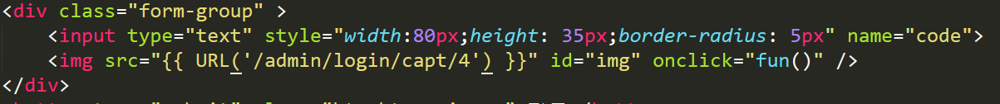 <div class="form-group" >
    <input type="text" style="width:80px;height: 35px;border-radius: 5px" name="code">
    <img src="{{ URL('/admin/login/capt/4') }}" id="img" onclick="fun()" />
</div>